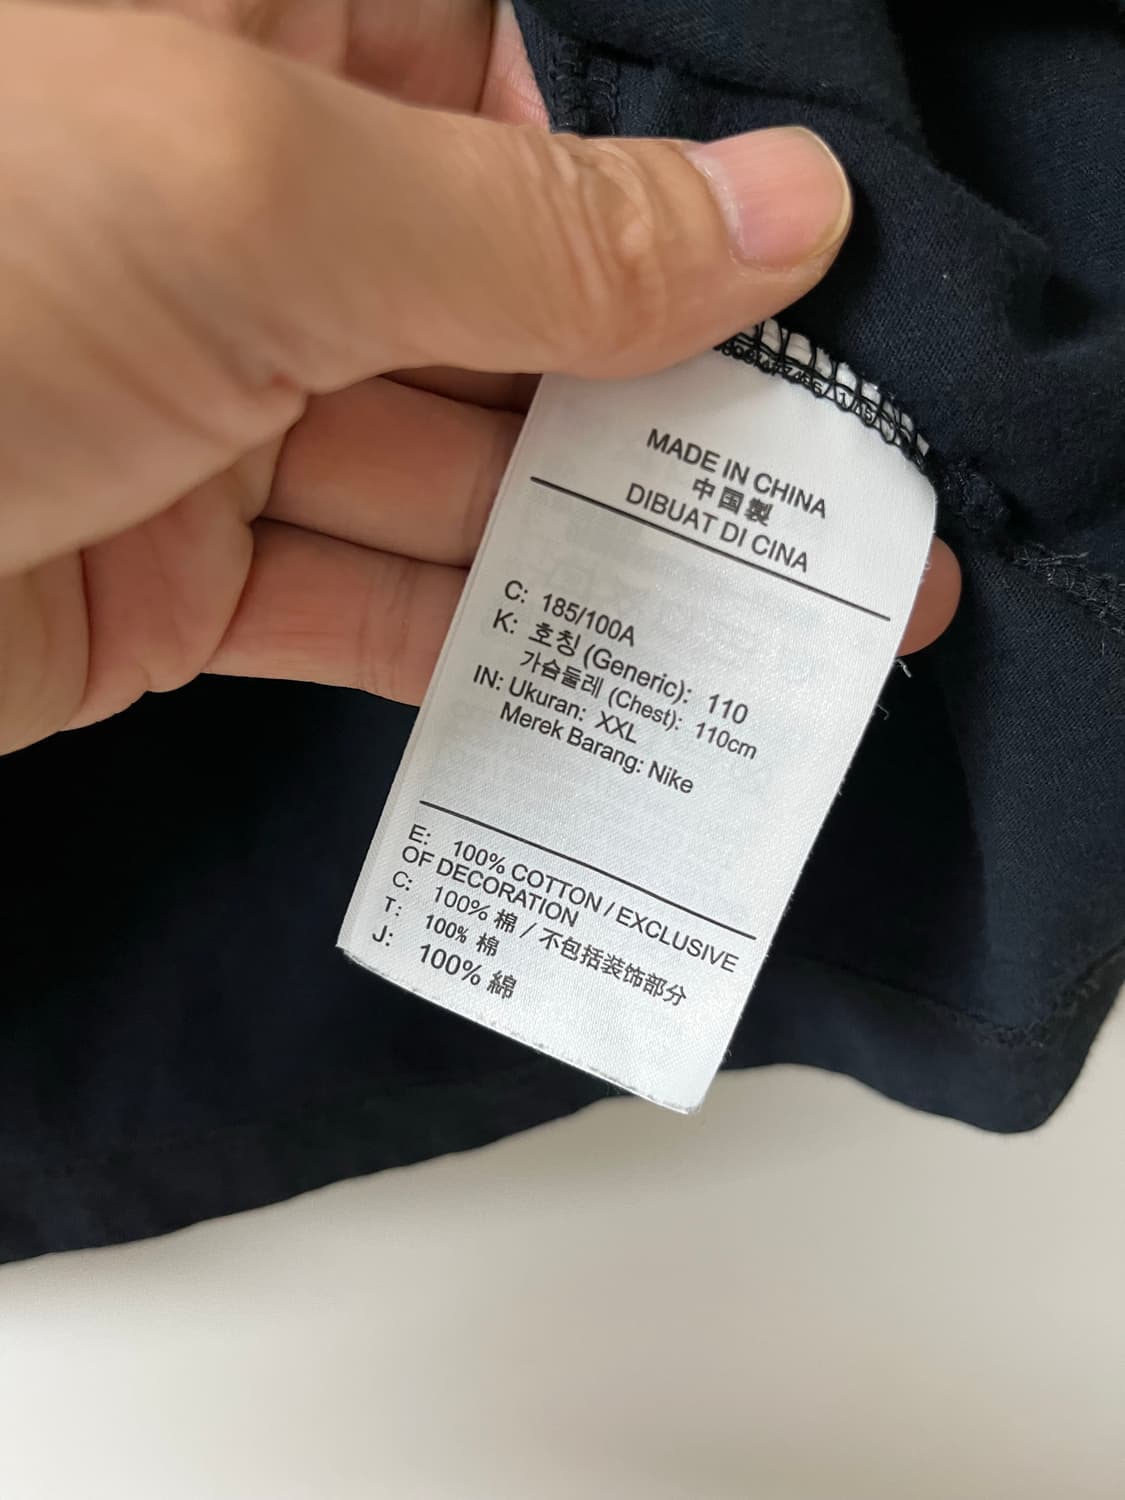 MADE IN CHINA
中国製
DIBUAT DI CINA
C: 185/100A
K: 호칭 (Generic): 110
가슴둘레 (Chest): 110cm
IN: Ukuran: XXL
Merek Barang: Nike
E: 100% COTTON / EXCLUSIVE
OF DECORATION
C: 100% 棉 / 不包括装饰部分
T: 100% 棉
J: 100% 綿